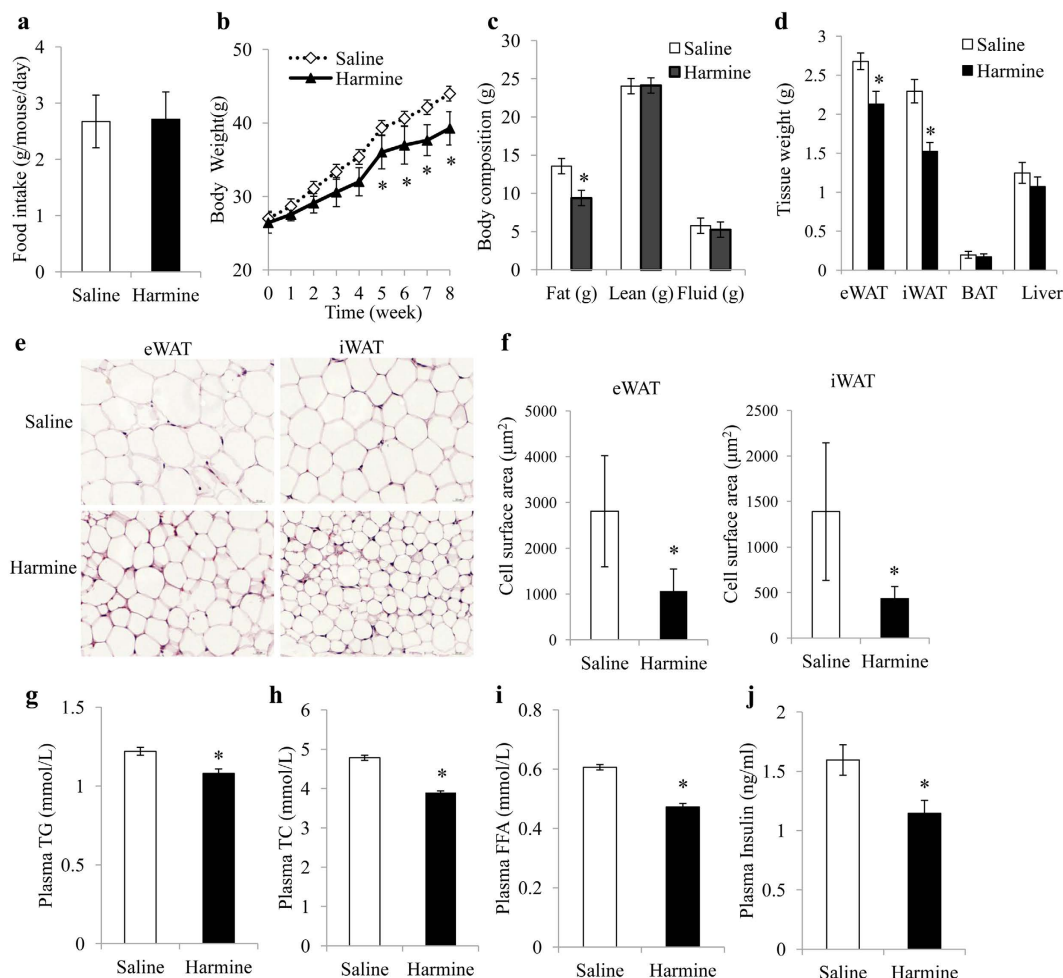 a
Food intake (g/mouse/day)
4
3
2
1
0
Saline
Harmine
b
Body Weight(g)
50
40
30
20
Saline
Harmine
*
*
*
*
0 1 2 3 4 5 6 7 8
Time (week)
c
Body composition (g)
30
25
20
15
10
5
0
Saline
Harmine
*
Fat (g) Lean (g) Fluid (g)
d
Tissue weight (g)
3
2.5
2
1.5
1
0.5
0
Saline
Harmine
*
*
eWAT iWAT BAT Liver
e
eWAT
iWAT
Saline
Harmine
f
eWAT
Cell surface area (μm²)
5000
4000
3000
2000
1000
0
*
Saline Harmine
iWAT
Cell surface area (μm²)
2500
2000
1500
1000
500
0
*
Saline Harmine
g
Plasma TG (mmol/L)
1.5
1
0.5
0
*
Saline Harmine
h
Plasma TC (mmol/L)
6
5
4
3
2
1
0
*
Saline Harmine
i
Plasma FFA (mmol/L)
0.8
0.6
0.4
0.2
0
*
Saline Harmine
j
Plasma Insulin (ng/ml)
2
1.5
1
0.5
0
*
Saline Harmine